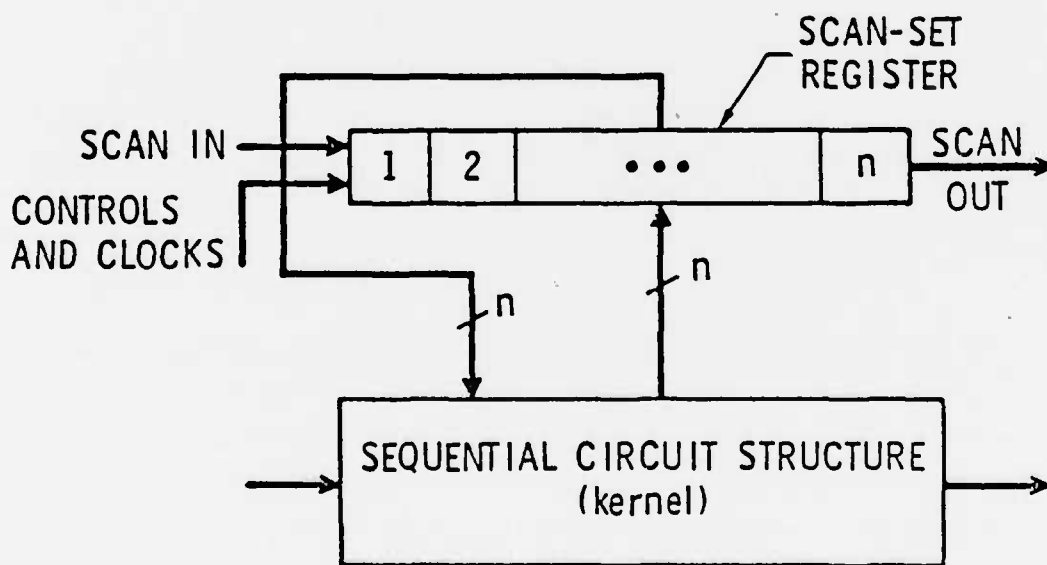 SCAN-SET
REGISTER
SCAN IN
1
2
•••
n
SCAN
OUT
CONTROLS
AND CLOCKS
n
n
SEQUENTIAL CIRCUIT STRUCTURE
(kernel)